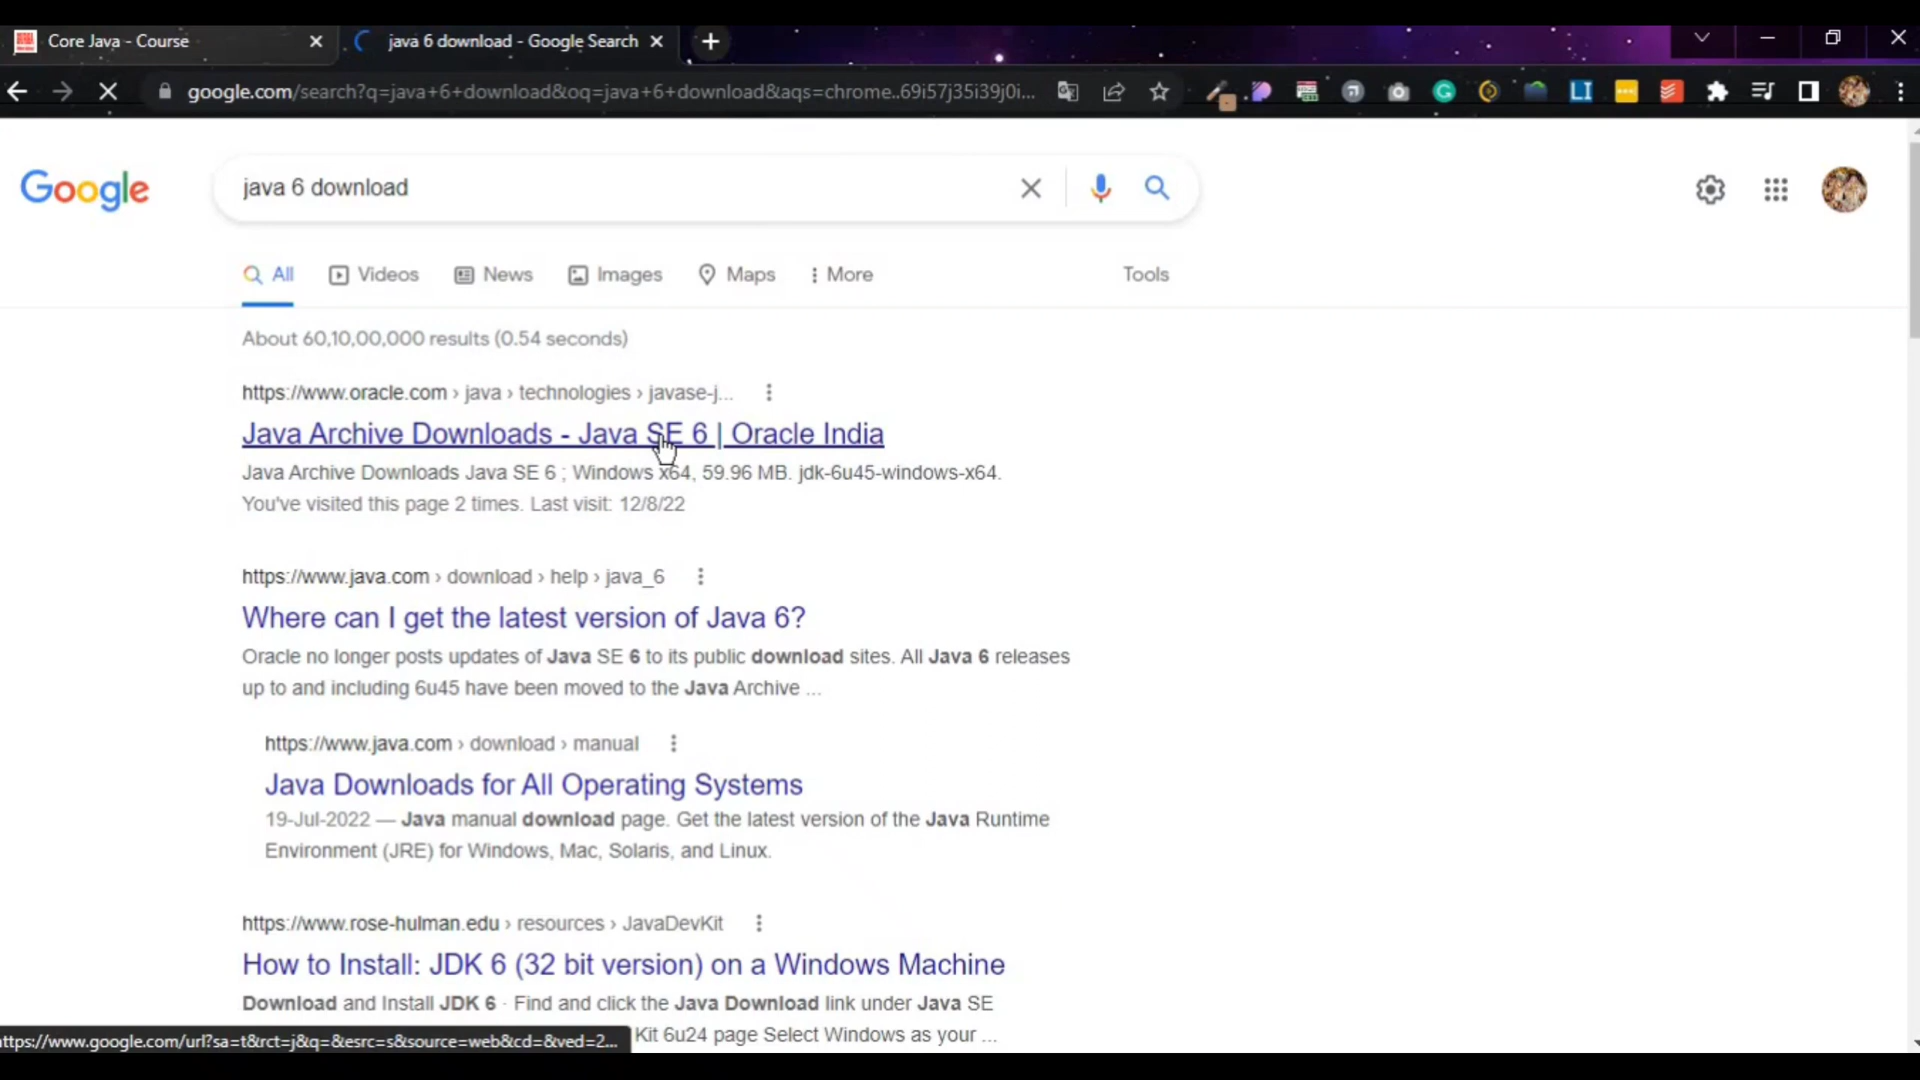 Core Java - Course
java 6 download - Google Search
google.com/search?q=java+6+download&oq=java+6+download&aqs=chrome..69i57j35i39j0i...
Google
java 6 download
All Videos News Images Maps More Tools
About 60,10,00,000 results (0.54 seconds)
https://www.oracle.com › java › technologies › javase-j...
Java Archive Downloads - Java SE 6 | Oracle India
Java Archive Downloads Java SE 6 ; Windows x64, 59.96 MB. jdk-6u45-windows-x64.
You've visited this page 2 times. Last visit: 12/8/22
https://www.java.com › download › help › java_6
Where can I get the latest version of Java 6?
Oracle no longer posts updates of Java SE 6 to its public download sites. All Java 6 releases
up to and including 6u45 have been moved to the Java Archive ...
https://www.java.com › download › manual
Java Downloads for All Operating Systems
19-Jul-2022 — Java manual download page. Get the latest version of the Java Runtime
Environment (JRE) for Windows, Mac, Solaris, and Linux.
https://www.rose-hulman.edu › resources › JavaDevKit
How to Install: JDK 6 (32 bit version) on a Windows Machine
Download and Install JDK 6 · Find and click the Java Download link under Java SE
Kit 6u24 page Select Windows as your ...
ttps://www.google.com/url?sa=t&rct=j&q=&esrc=s&source=web&cd=&ved=2...